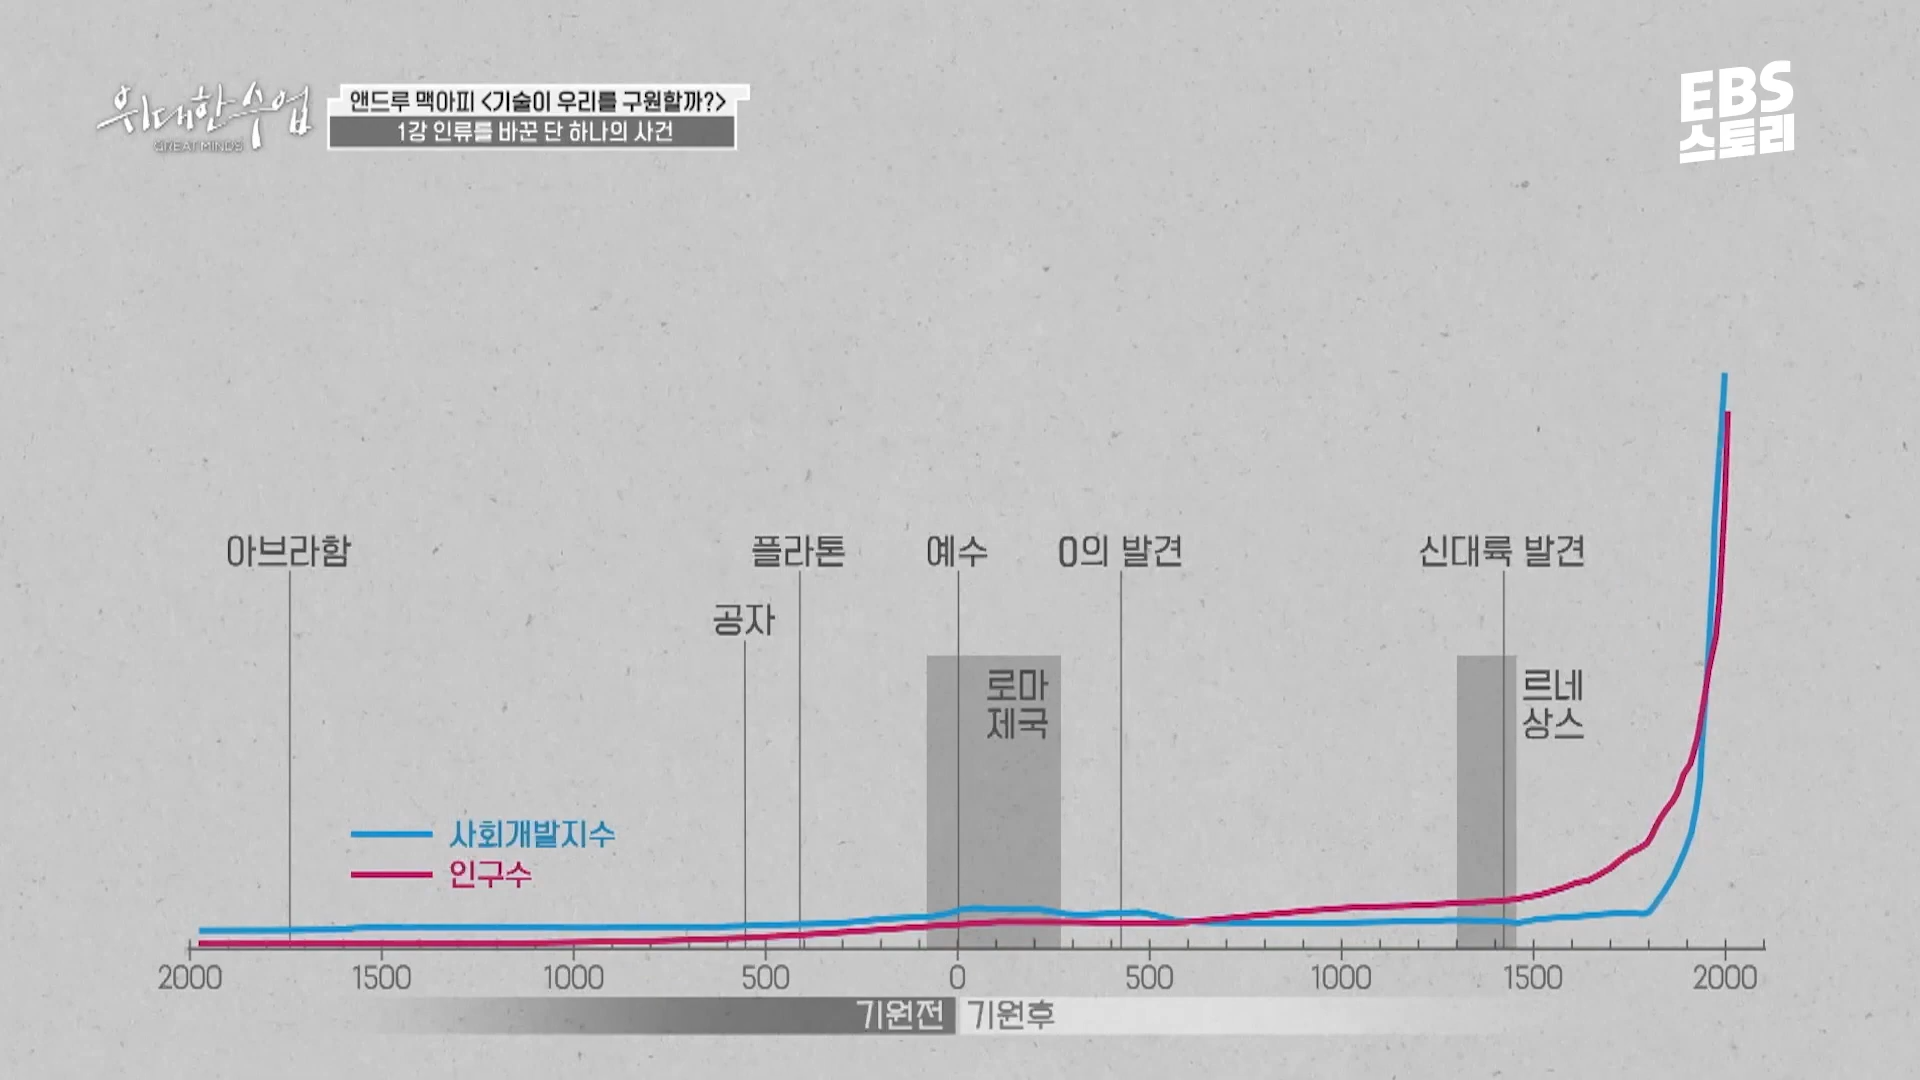 위대한 수업
GREAT MINDS
앤드루 맥아피 <기술이 우리를 구원할까?>
1강 인류를 바꾼 단 하나의 사건
EBS
스토리
아브라함
플라톤
예수
0의 발견
신대륙 발견
공자
로마
제국
르네
상스
사회개발지수
인구수
2000 1500 1000 500 0 500 1000 1500 2000
기원전 기원후